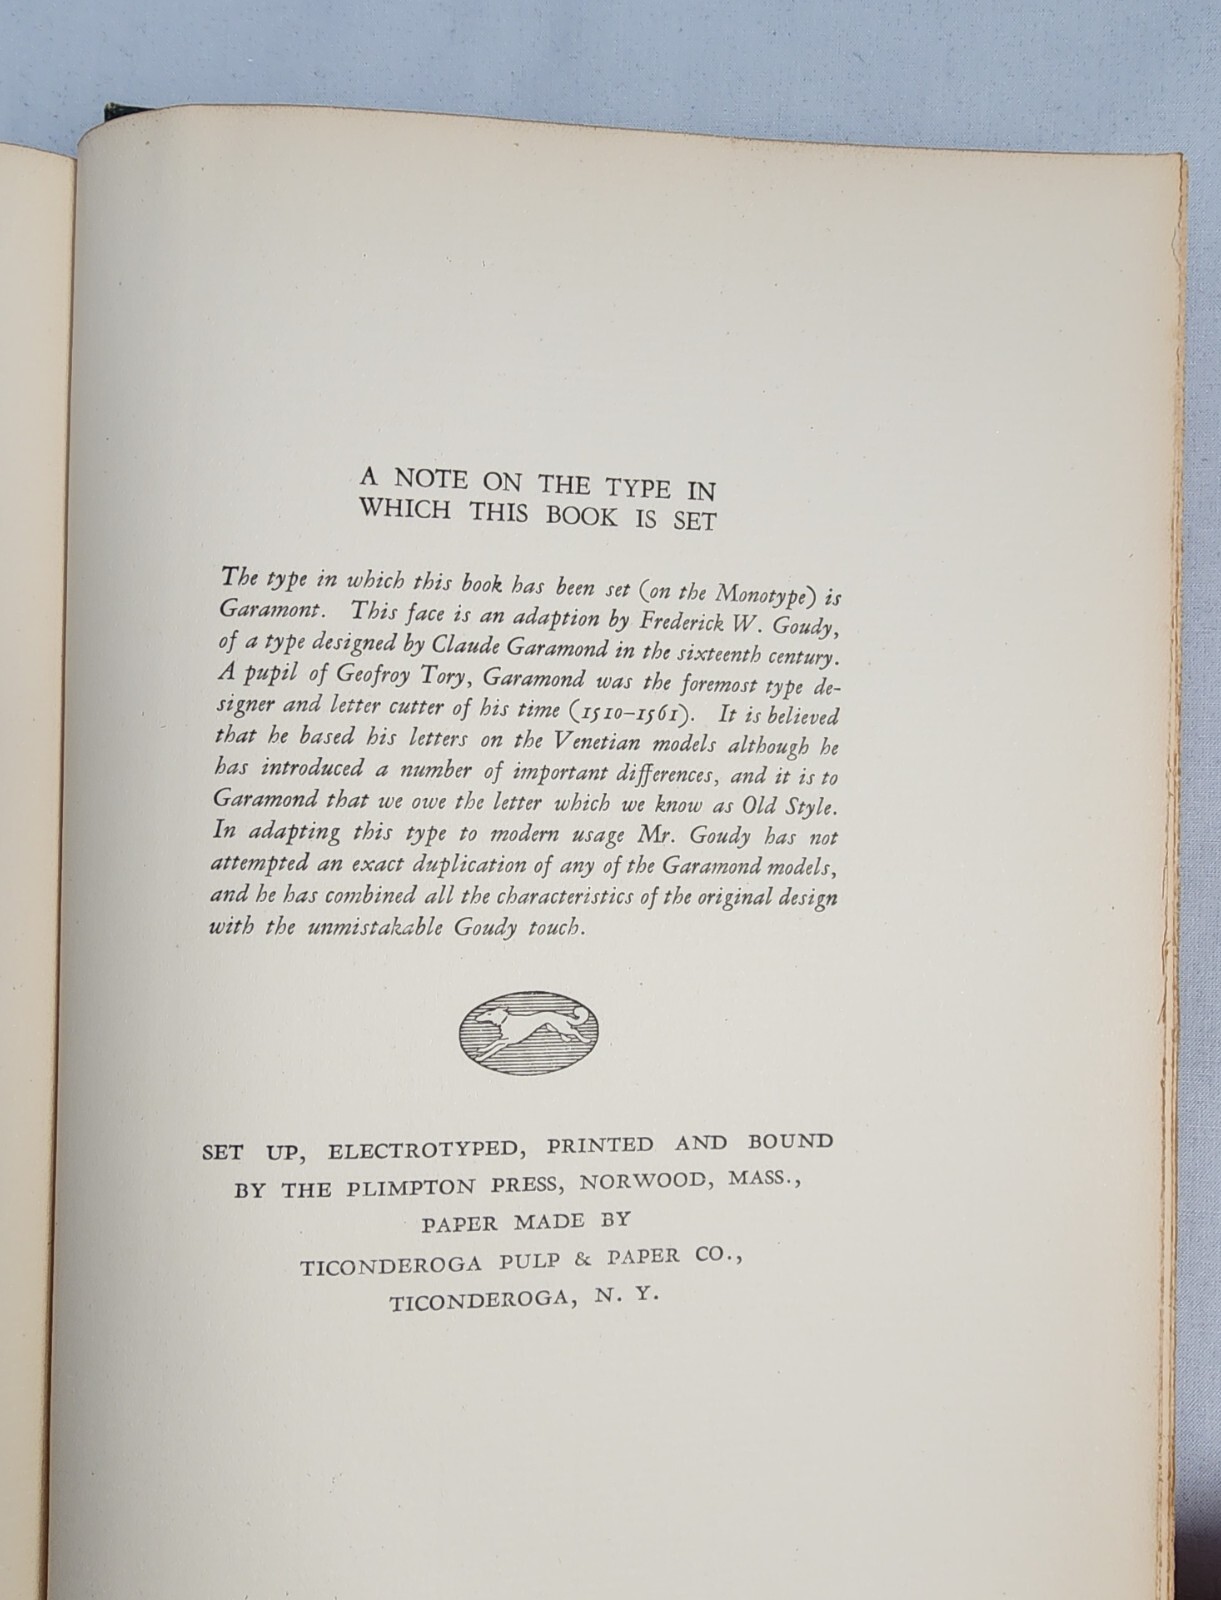 A NOTE ON THE TYPE IN
WHICH THIS BOOK IS SET
The type in which this book has been set (on the Monotype) is
Garamont. This face is an adaption by Frederick W. Goudy,
of a type designed by Claude Garamond in the sixteenth century.
A pupil of Geofroy Tory, Garamond was the foremost type de-
signer and letter cutter of his time (1510–1561). It is believed
that he based his letters on the Venetian models although he
has introduced a number of important differences, and it is to
Garamond that we owe the letter which we know as Old Style.
In adapting this type to modern usage Mr. Goudy has not
attempted an exact duplication of any of the Garamond models,
and he has combined all the characteristics of the original design
with the unmistakable Goudy touch.
SET UP, ELECTROTYPED, PRINTED AND BOUND
BY THE PLIMPTON PRESS, NORWOOD, MASS.,
PAPER MADE BY
TICONDEROGA PULP & PAPER CO.,
TICONDEROGA, N. Y.